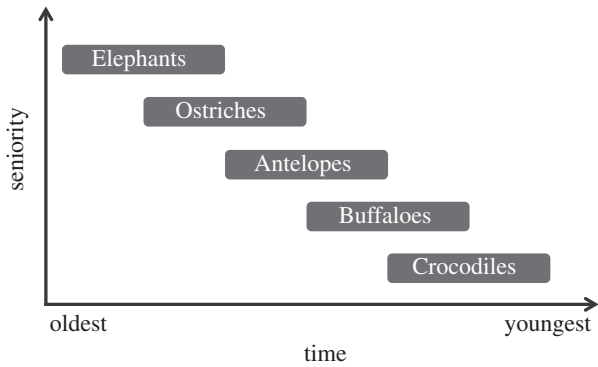 seniority
Elephants
Ostriches
Antelopes
Buffaloes
Crocodiles
oldest
youngest
time